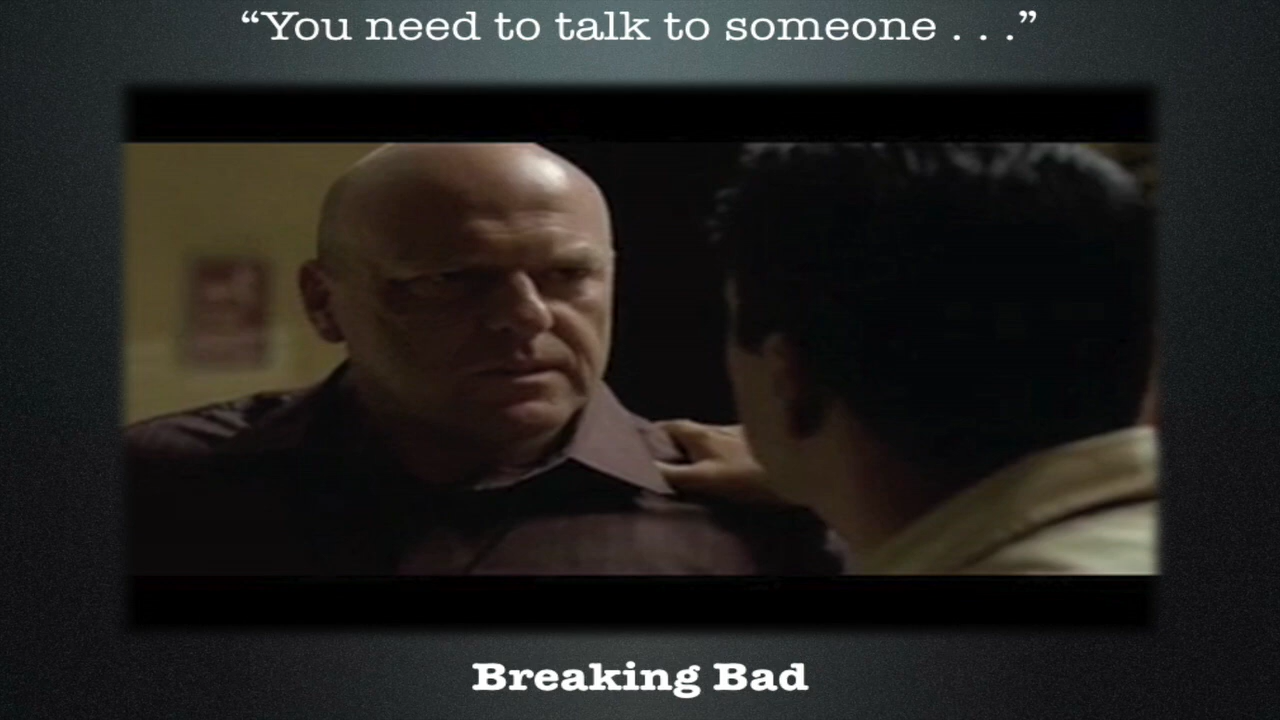 “You need to talk to someone . . .”
Breaking Bad